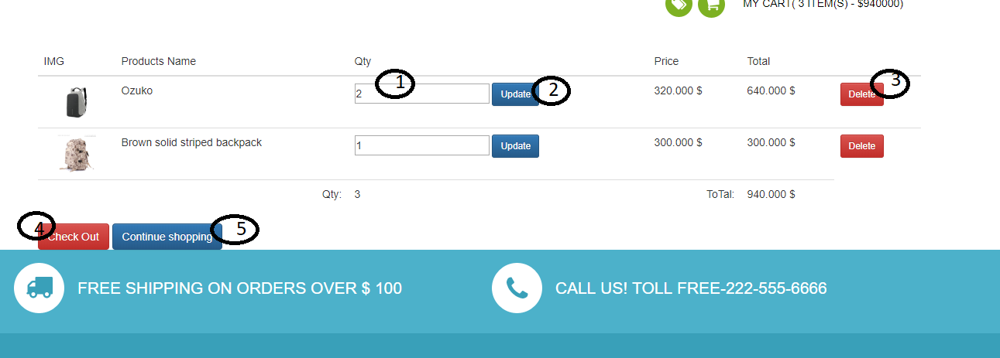 MY CART( 3 ITEM(S) - $940000)
IMG Products Name Qty Price Total
1 2 3
Ozuko 2 Update 320.000 $ 640.000 $ Delete
Brown solid striped backpack 1 Update 300.000 $ 300.000 $ Delete
Qty: 3 ToTal: 940.000 $
4 Check Out Continue shopping 5
FREE SHIPPING ON ORDERS OVER $ 100 CALL US! TOLL FREE-222-555-6666